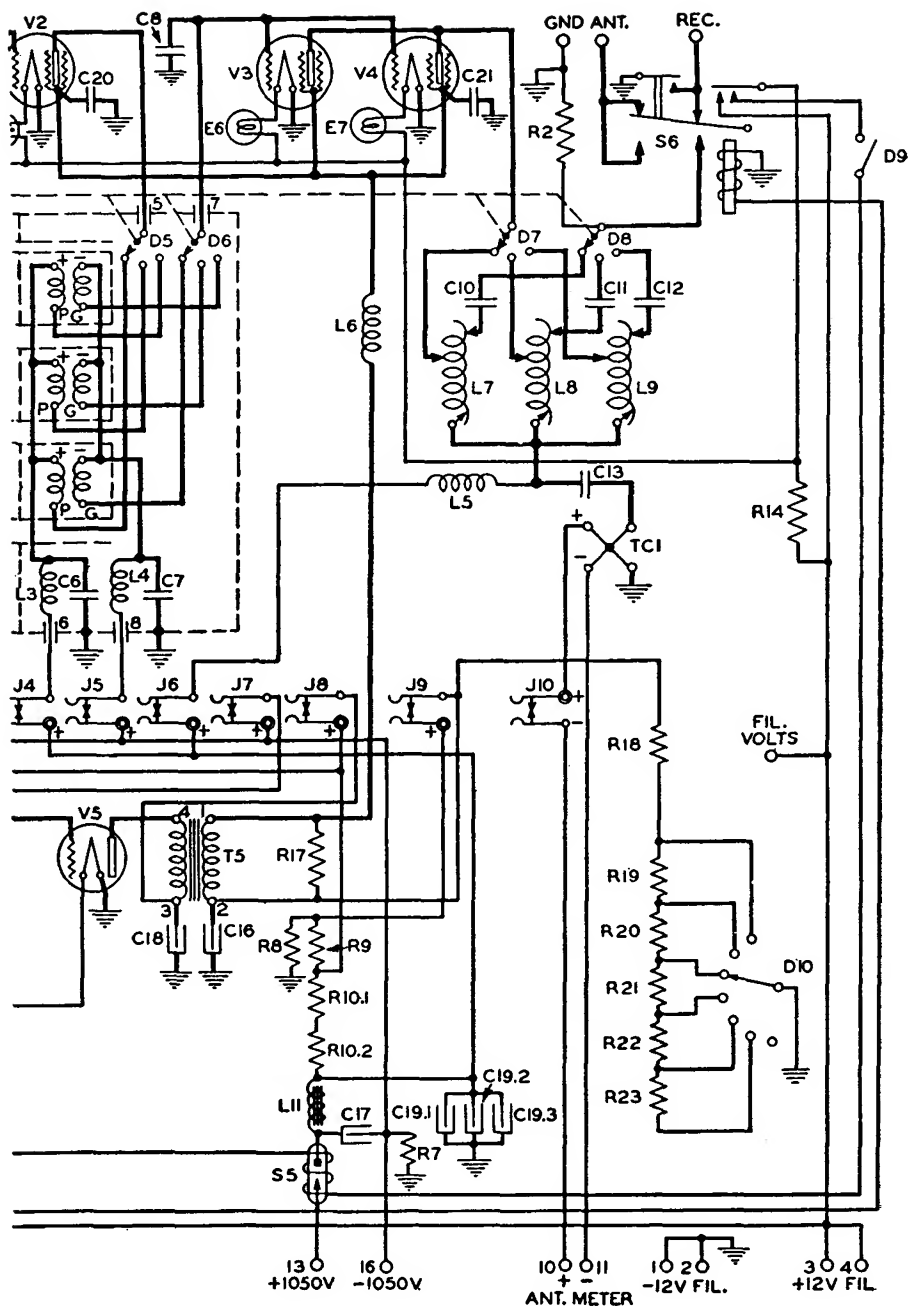 V2
C8
V3
V4
C20
C21
E6
E7
GND ANT.
REC.
R2
S6
D9
5
7
D5
D6
D7
D8
C10
C11
C12
+ -
P G
+ -
P G
+ -
P G
L6
L7
L8
L9
C13
L5
R14
+
-
TC1
L3
C6
L4
C7
6
8
J4
J5
J6
J7
J8
J9
J10
+
+
+
+
+
+
+
-
R18
FIL.
VOLTS
V5
4
1
T5
3
2
R17
C18
C16
R8
R9
R10.1
R10.2
R19
R20
R21
R22
R23
D10
L11
C17
R7
C19.1
C19.2
C19.3
S5
13
+1050V
16
-1050V.
10
+
11
-
ANT. METER
1
2
-12V FIL.
3
4
+12V FIL.